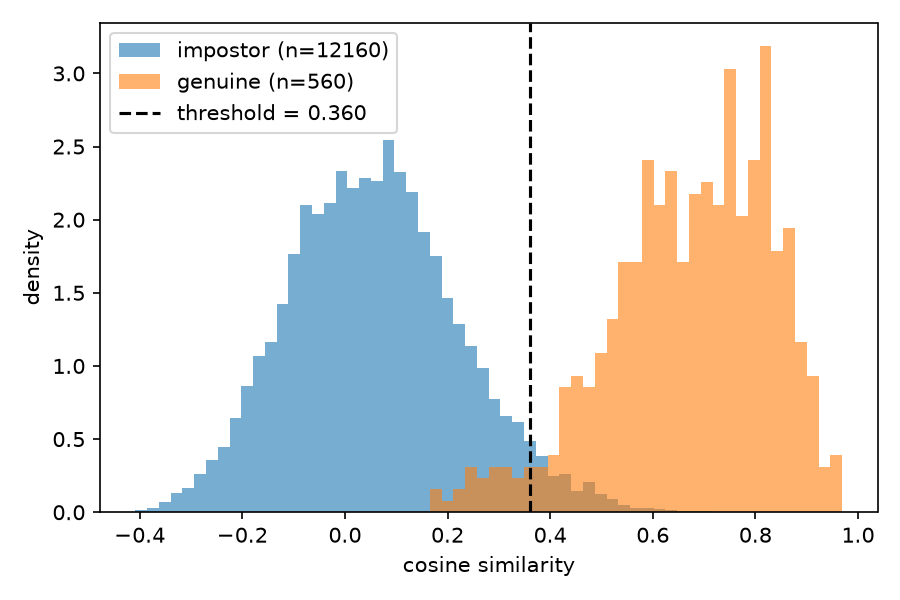 impostor (n=12160)
genuine (n=560)
threshold = 0.360
3.0
2.5
2.0
1.5
1.0
0.5
0.0
density
−0.4 −0.2 0.0 0.2 0.4 0.6 0.8 1.0
cosine similarity